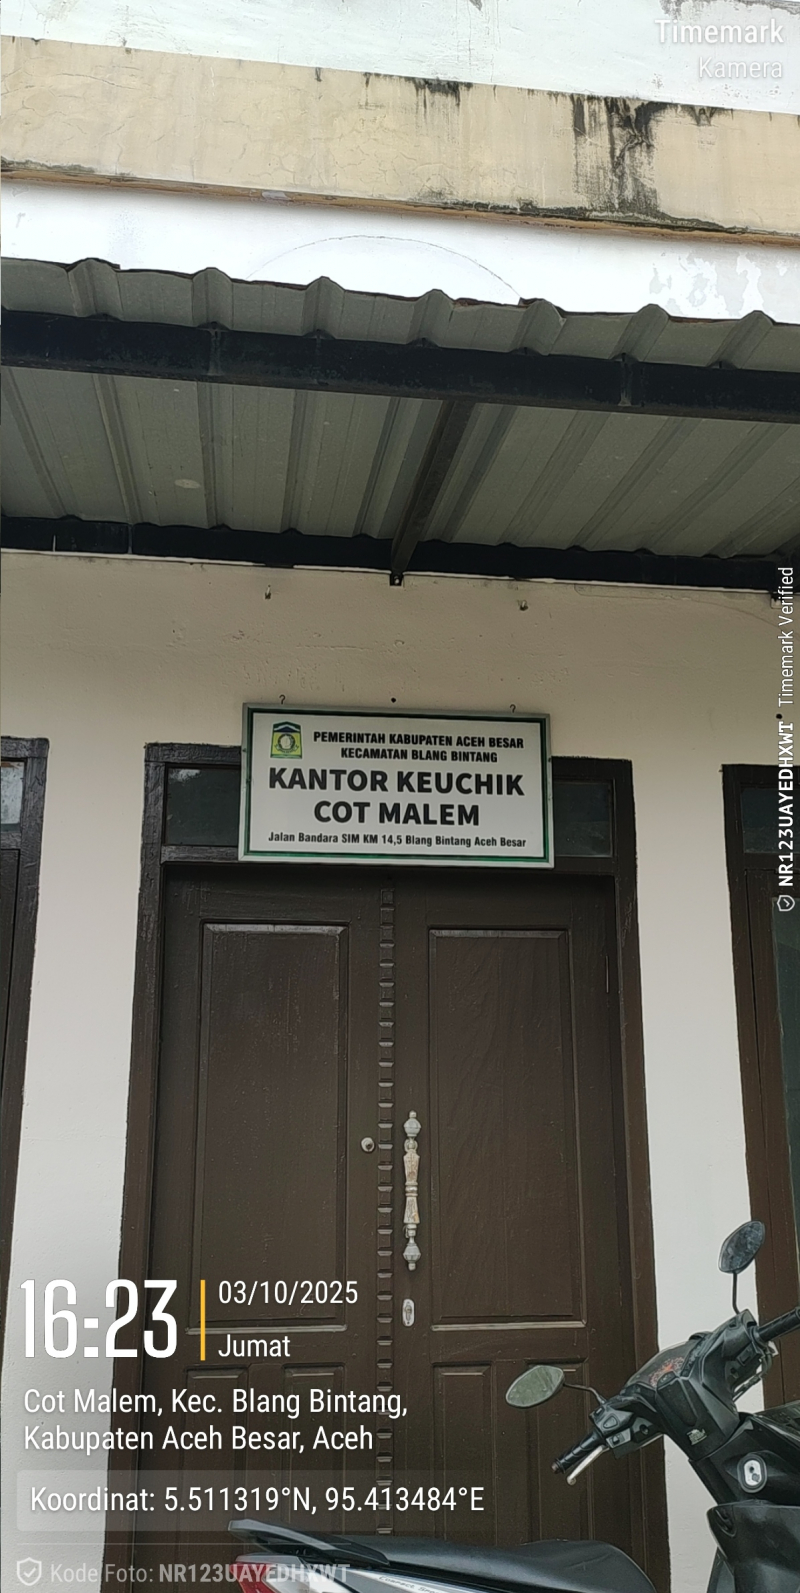 Timemark
Kamera
PEMERINTAH KABUPATEN ACEH BESAR
KECAMATAN BLANG BINTANG
KANTOR KEUCHIK
COT MALEM
Jalan Bandara SIM KM 14,5 Blang Bintang Aceh Besar
NR123UAYEDHXWT Timemark Verified
16:23
03/10/2025
Jumat
Cot Malem, Kec. Blang Bintang,
Kabupaten Aceh Besar, Aceh
Koordinat: 5.511319°N, 95.413484°E
Kode Foto: NR123UAYEDHXWT